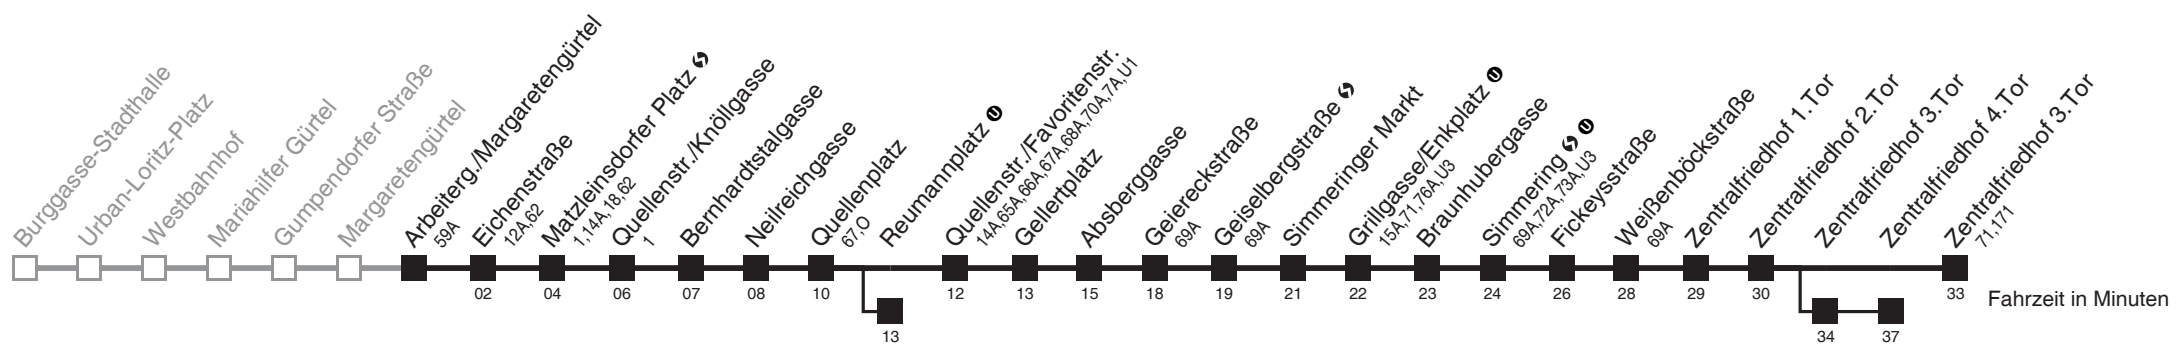 Burggasse-Stadthalle
Urban-Loritz-Platz
Westbahnhof
Mariahilfer Gürtel
Gumpendorfer Straße
Margaretengürtel
Arbeiterg./Margaretengürtel
59A
Eichenstraße
12A,62
Matzleinsdorfer Platz
1,14A,18,62
Quellenstr./Knöllgasse
1
Bernhardtstalgasse
Neilreichgasse
Quellenplatz
67,O
Reumannplatz U
Quellenstr./Favoritenstr.
14A,65A,66A,67A,68A,70A,7A,U1
Gellertplatz
Absberggasse
Geiereckstraße
69A
Geiselbergstraße
69A
Simmeringer Markt
Grillgasse/Enkplatz U
15A,71,76A,U3
Braunhubergasse
Simmering U
69A,72A,73A,U3
Fickeysstraße
Weißenböckstraße
69A
Zentralfriedhof 1.Tor
Zentralfriedhof 2.Tor
Zentralfriedhof 3.Tor
Zentralfriedhof 4.Tor
Zentralfriedhof 3.Tor
71,171
02 04 06 07 08 10 12 13 15 18 19 21 22 23 24 26 28 29 30 33
Fahrzeit in Minuten
13 34 37